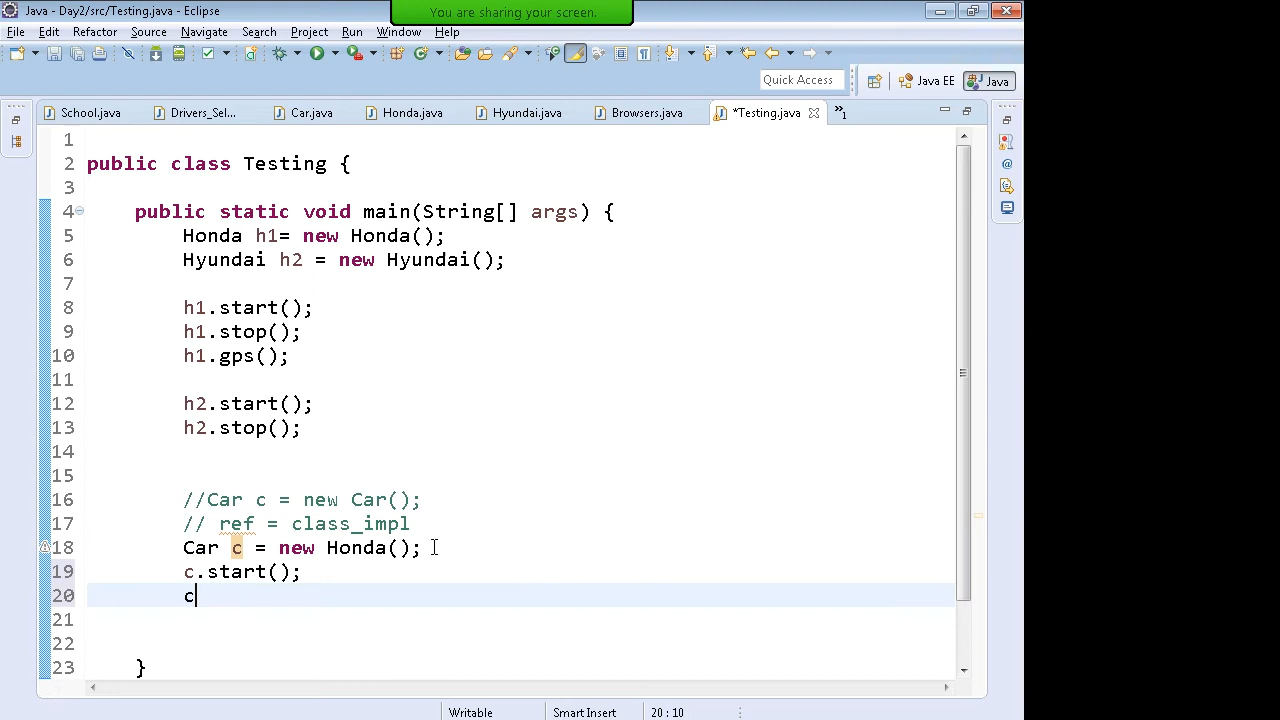 Java - Day2/src/Testing.java - Eclipse
You are sharing your screen.
File Edit Refactor Source Navigate Search Project Run Window Help
Quick Access
Java EE
Java
School.java
Drivers_Sel...
Car.java
Honda.java
Hyundai.java
Browsers.java
*Testing.java
»1
1
2 public class Testing {
3
4 public static void main(String[] args) {
5 Honda h1= new Honda();
6 Hyundai h2 = new Hyundai();
7
8 h1.start();
9 h1.stop();
10 h1.gps();
11
12 h2.start();
13 h2.stop();
14
15
16 //Car c = new Car();
17 // ref = class_impl
18 Car c = new Honda();
19 c.start();
20 c
21
22
23 }
Writable
Smart Insert
20 : 10